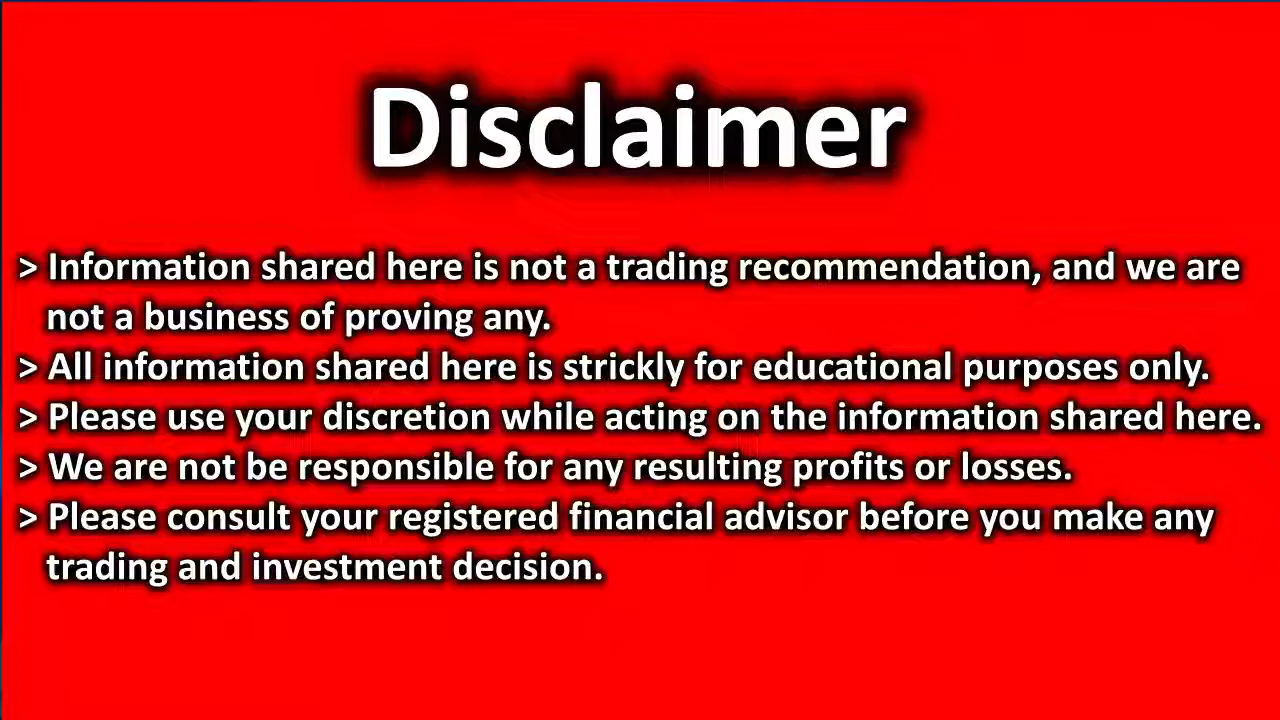 Disclaimer
> Information shared here is not a trading recommendation, and we are
not a business of proving any.
> All information shared here is strickly for educational purposes only.
> Please use your discretion while acting on the information shared here.
> We are not be responsible for any resulting profits or losses.
> Please consult your registered financial advisor before you make any
trading and investment decision.